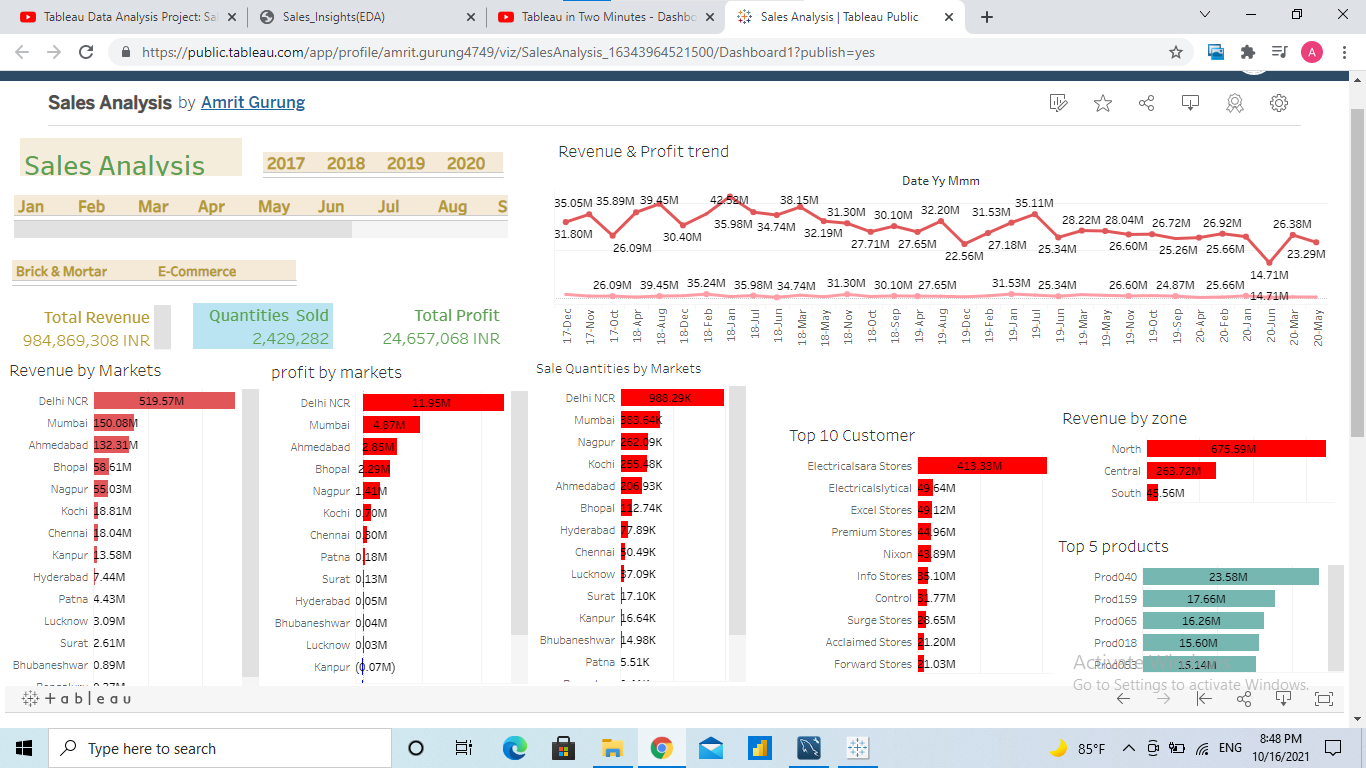 Tableau Data Analysis Project: Sal
Sales_Insights(EDA)
Tableau in Two Minutes - Dashbo
Sales Analysis | Tableau Public
https://public.tableau.com/app/profile/amrit.gurung4749/viz/SalesAnalysis_16343964521500/Dashboard1?publish=yes
A
Sales Analysis by Amrit Gurung
Sales Analysis
2017 2018 2019 2020
Jan Feb Mar Apr May Jun Jul Aug S
Brick & Mortar E-Commerce
Total Revenue
984,869,308 INR
Quantities Sold
2,429,282
Total Profit
24,657,068 INR
Revenue & Profit trend
Date Yy Mmm
35.05M 35.89M 39.45M 42.52M 38.15M 31.30M 30.10M 32.20M 31.53M 35.11M 28.22M 28.04M 26.72M 26.92M 26.38M
31.80M 26.09M 30.40M 35.98M 34.74M 32.19M 27.71M 27.65M 22.56M 27.18M 25.34M 26.60M 25.26M 25.66M 14.71M 23.29M
26.09M 39.45M 35.24M 35.98M 34.74M 31.30M 30.10M 27.65M 31.53M 25.34M 26.60M 24.87M 25.66M 14.71M
17-Dec 17-Nov 17-Oct 18-Apr 18-Aug 18-Dec 18-Feb 18-Jan 18-Jul 18-Jun 18-Mar 18-May 18-Nov 18-Oct 18-Sep 19-Apr 19-Aug 19-Dec 19-Feb 19-Jan 19-Jul 19-Jun 19-Mar 19-May 19-Nov 19-Oct 19-Sep 20-Apr 20-Feb 20-Jan 20-Jun 20-Mar 20-May
Revenue by Markets
Delhi NCR 519.57M
Mumbai 150.08M
Ahmedabad 132.31M
Bhopal 58.61M
Nagpur 55.03M
Kochi 18.81M
Chennai 18.04M
Kanpur 13.58M
Hyderabad 7.44M
Patna 4.43M
Lucknow 3.09M
Surat 2.61M
Bhubaneshwar 0.89M
profit by markets
Delhi NCR 11.95M
Mumbai 4.87M
Ahmedabad 2.85M
Bhopal 2.29M
Nagpur 1.41M
Kochi 0.70M
Chennai 0.30M
Patna 0.18M
Surat 0.13M
Hyderabad 0.05M
Bhubaneshwar 0.04M
Lucknow 0.03M
Kanpur (0.07M)
Sale Quantities by Markets
Delhi NCR 988.29K
Mumbai 383.64K
Nagpur 262.09K
Kochi 255.48K
Ahmedabad 206.93K
Bhopal 112.74K
Hyderabad 77.89K
Chennai 50.49K
Lucknow 37.09K
Surat 17.10K
Kanpur 16.64K
Bhubaneshwar 14.98K
Patna 5.51K
Top 10 Customer
Electricalsara Stores 413.33M
Electricalslytical 49.64M
Excel Stores 49.12M
Premium Stores 44.96M
Nixon 43.89M
Info Stores 35.10M
Control 31.77M
Surge Stores 28.65M
Acclaimed Stores 21.20M
Forward Stores 21.03M
Revenue by zone
North 675.59M
Central 263.72M
South 45.56M
Top 5 products
Prod040 23.58M
Prod159 17.66M
Prod065 16.26M
Prod018 15.60M
Prod053 15.14M
Activate Windows
Go to Settings to activate Windows.
+ableau
Type here to search
85°F
ENG
8:48 PM
10/16/2021